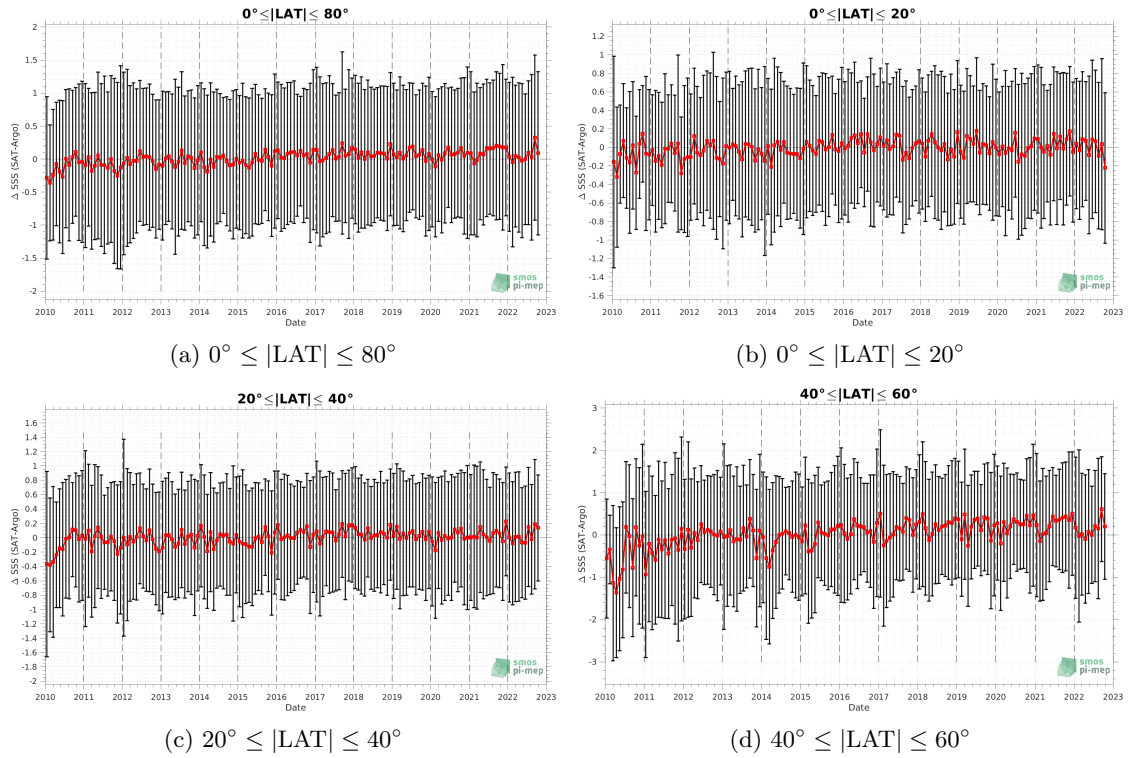 0°≤|LAT|≤ 80°
Δ SSS (SAT-Argo)
2
1.5
1
0.5
0
-0.5
-1
-1.5
-2
2010 2011 2012 2013 2014 2015 2016 2017 2018 2019 2020 2021 2022 2023
Date
smos
pi-mep
(a) 0° ≤ |LAT| ≤ 80°
0°≤|LAT|≤ 20°
Δ SSS (SAT-Argo)
1.2
1
0.8
0.6
0.4
0.2
0
-0.2
-0.4
-0.6
-0.8
-1
-1.2
-1.4
-1.6
2010 2011 2012 2013 2014 2015 2016 2017 2018 2019 2020 2021 2022 2023
Date
smos
pi-mep
(b) 0° ≤ |LAT| ≤ 20°
20°≤|LAT|≤ 40°
Δ SSS (SAT-Argo)
1.6
1.4
1.2
1
0.8
0.6
0.4
0.2
0
-0.2
-0.4
-0.6
-0.8
-1
-1.2
-1.4
-1.6
-1.8
-2
2010 2011 2012 2013 2014 2015 2016 2017 2018 2019 2020 2021 2022 2023
Date
smos
pi-mep
(c) 20° ≤ |LAT| ≤ 40°
40°≤|LAT|≤ 60°
Δ SSS (SAT-Argo)
3
2
1
0
-1
-2
-3
2010 2011 2012 2013 2014 2015 2016 2017 2018 2019 2020 2021 2022 2023
Date
smos
pi-mep
(d) 40° ≤ |LAT| ≤ 60°